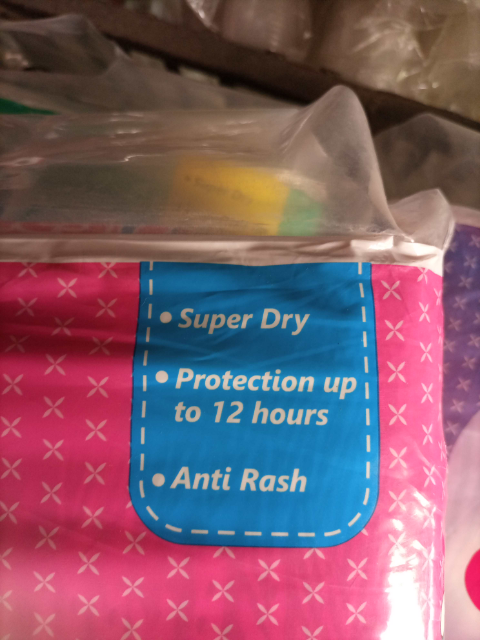 • Super Dry
• Protection up
to 12 hours
• Anti Rash